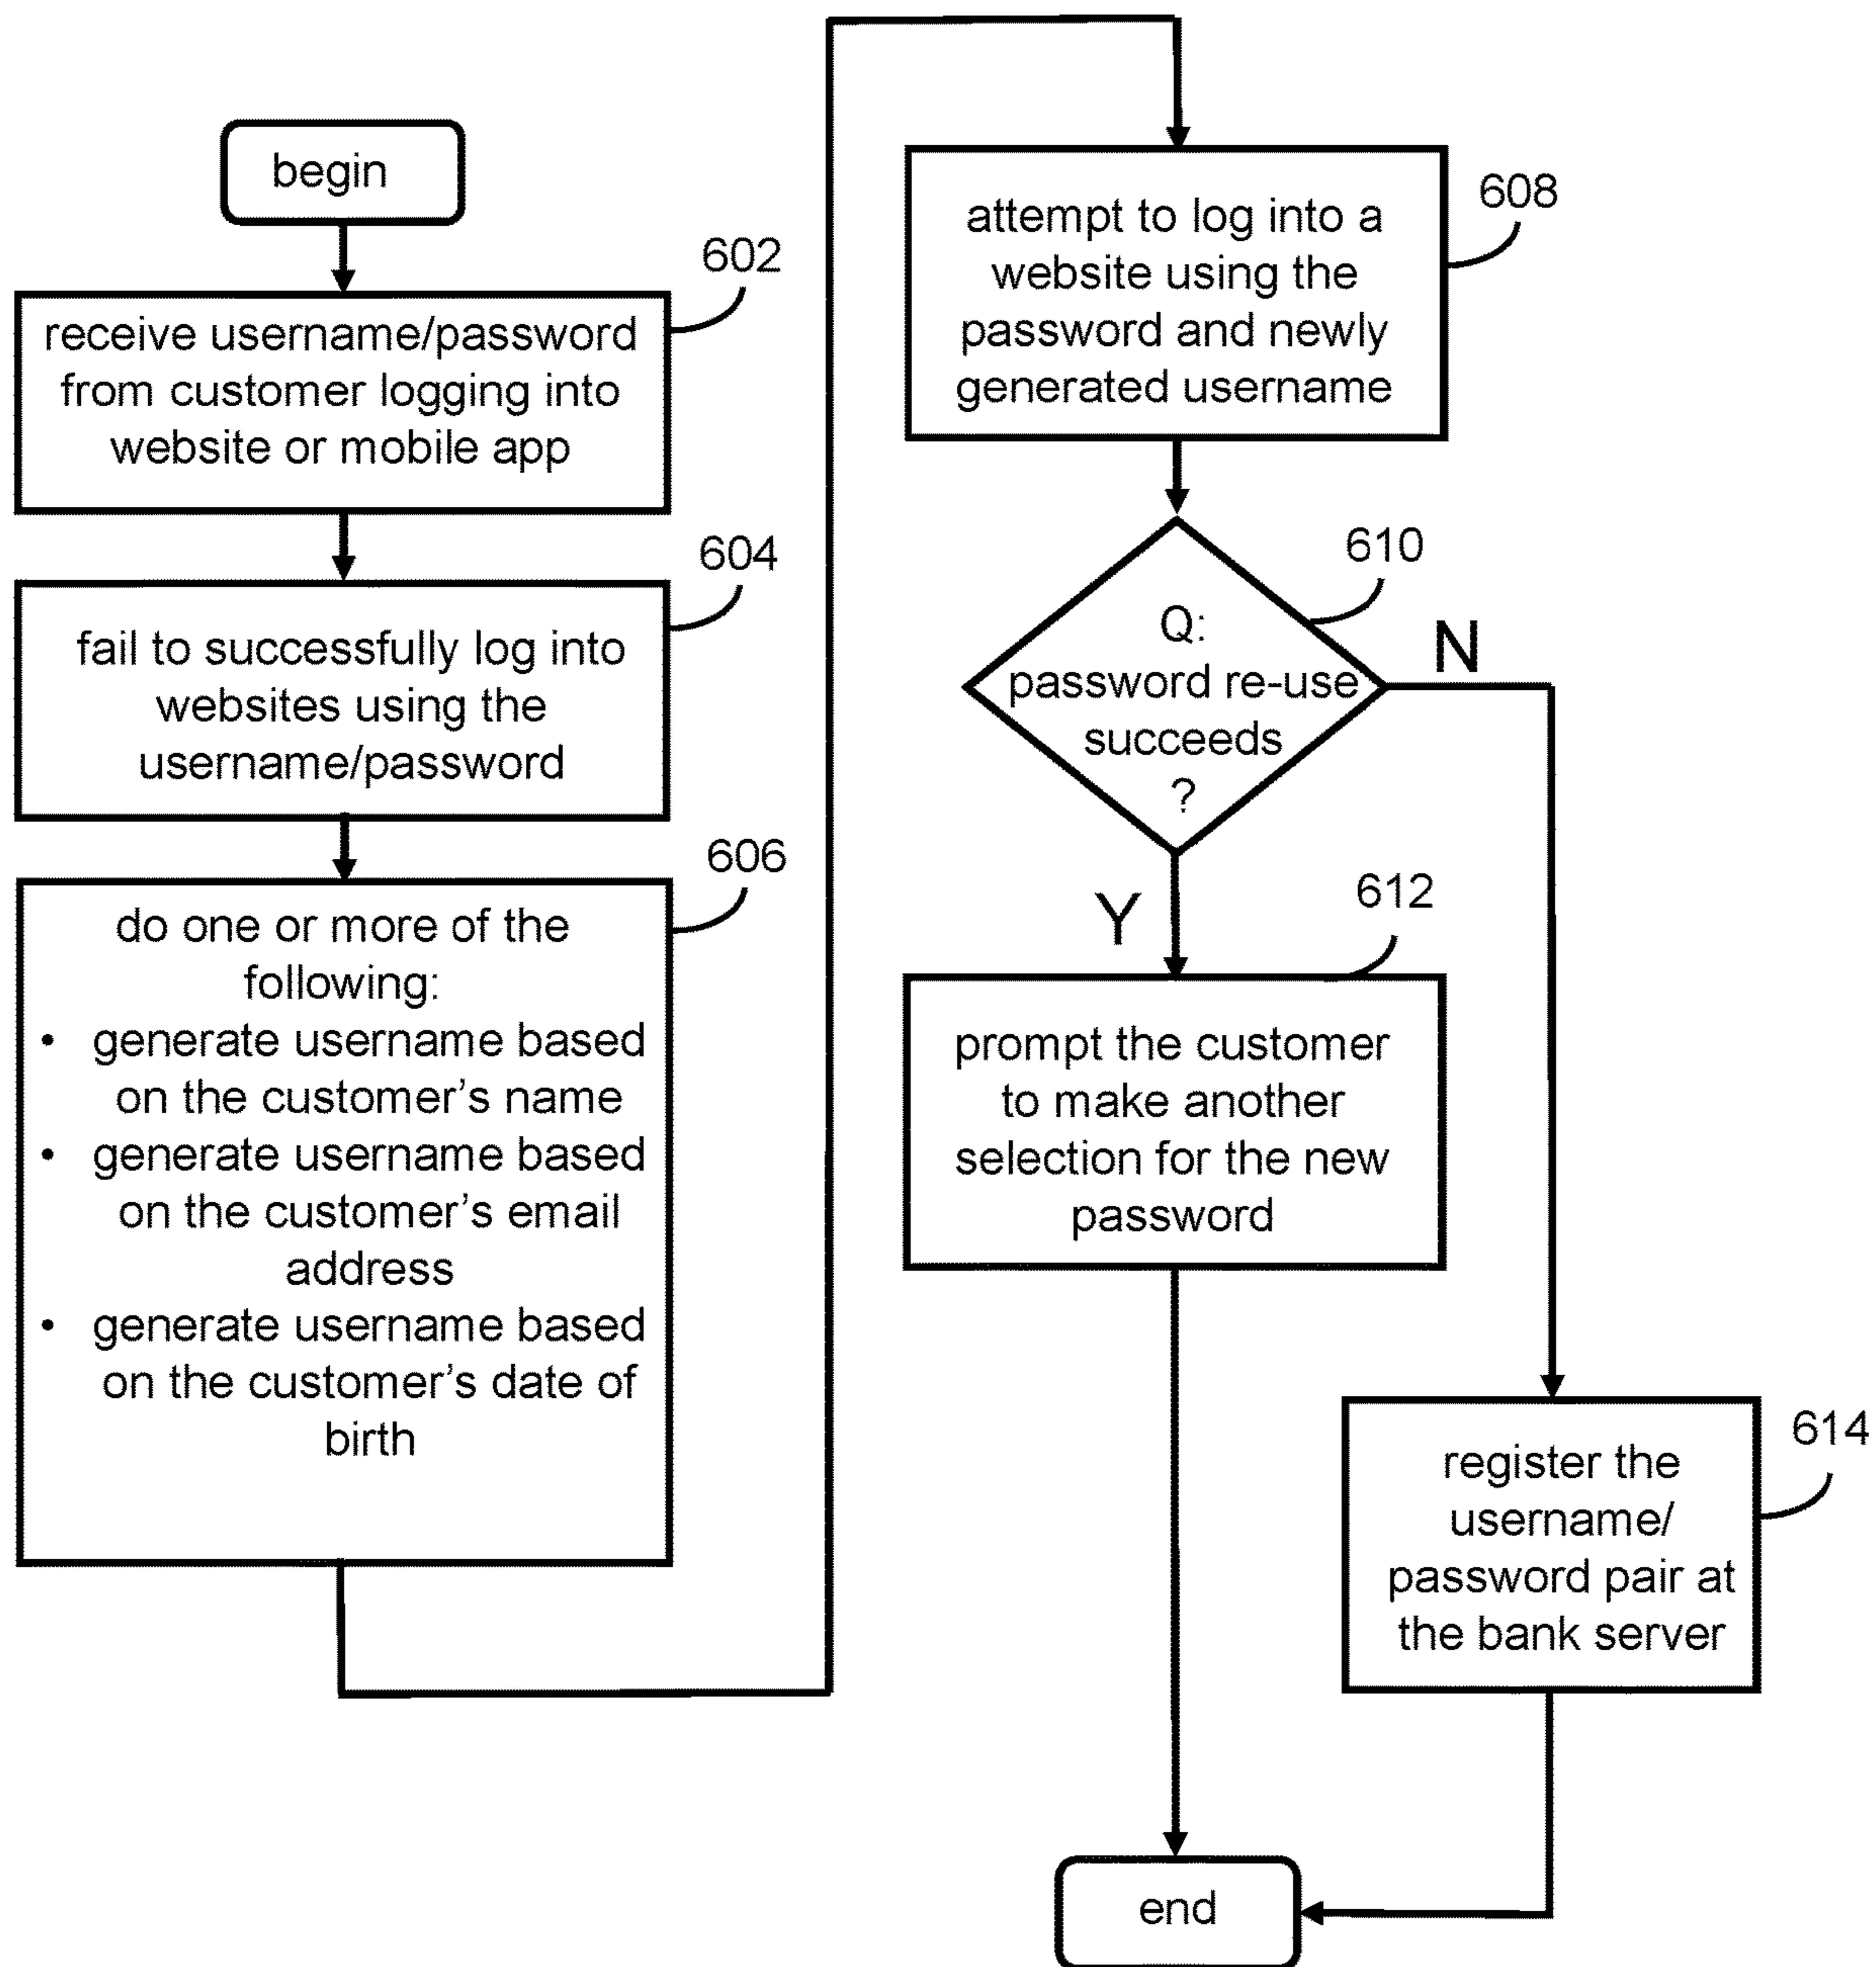 begin
602
receive username/password
from customer logging into
website or mobile app
604
fail to successfully log into
websites using the
username/password
606
do one or more of the
following:
• generate username based
on the customer’s name
• generate username based
on the customer’s email
address
• generate username based
on the customer’s date of
birth
608
attempt to log into a
website using the
password and newly
generated username
610
Q:
password re-use
succeeds
?
N
Y
612
prompt the customer
to make another
selection for the new
password
614
register the
username/
password pair at
the bank server
end